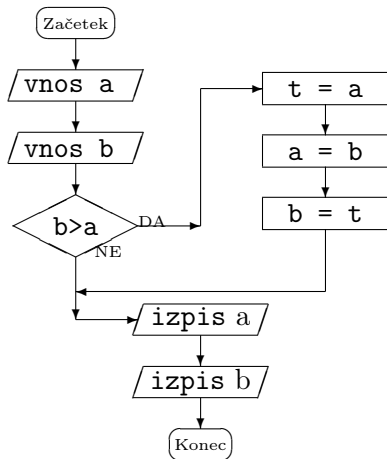 Začetek
vnos a
vnos b
b>a
DA
NE
t = a
a = b
b = t
izpis a
izpis b
Konec